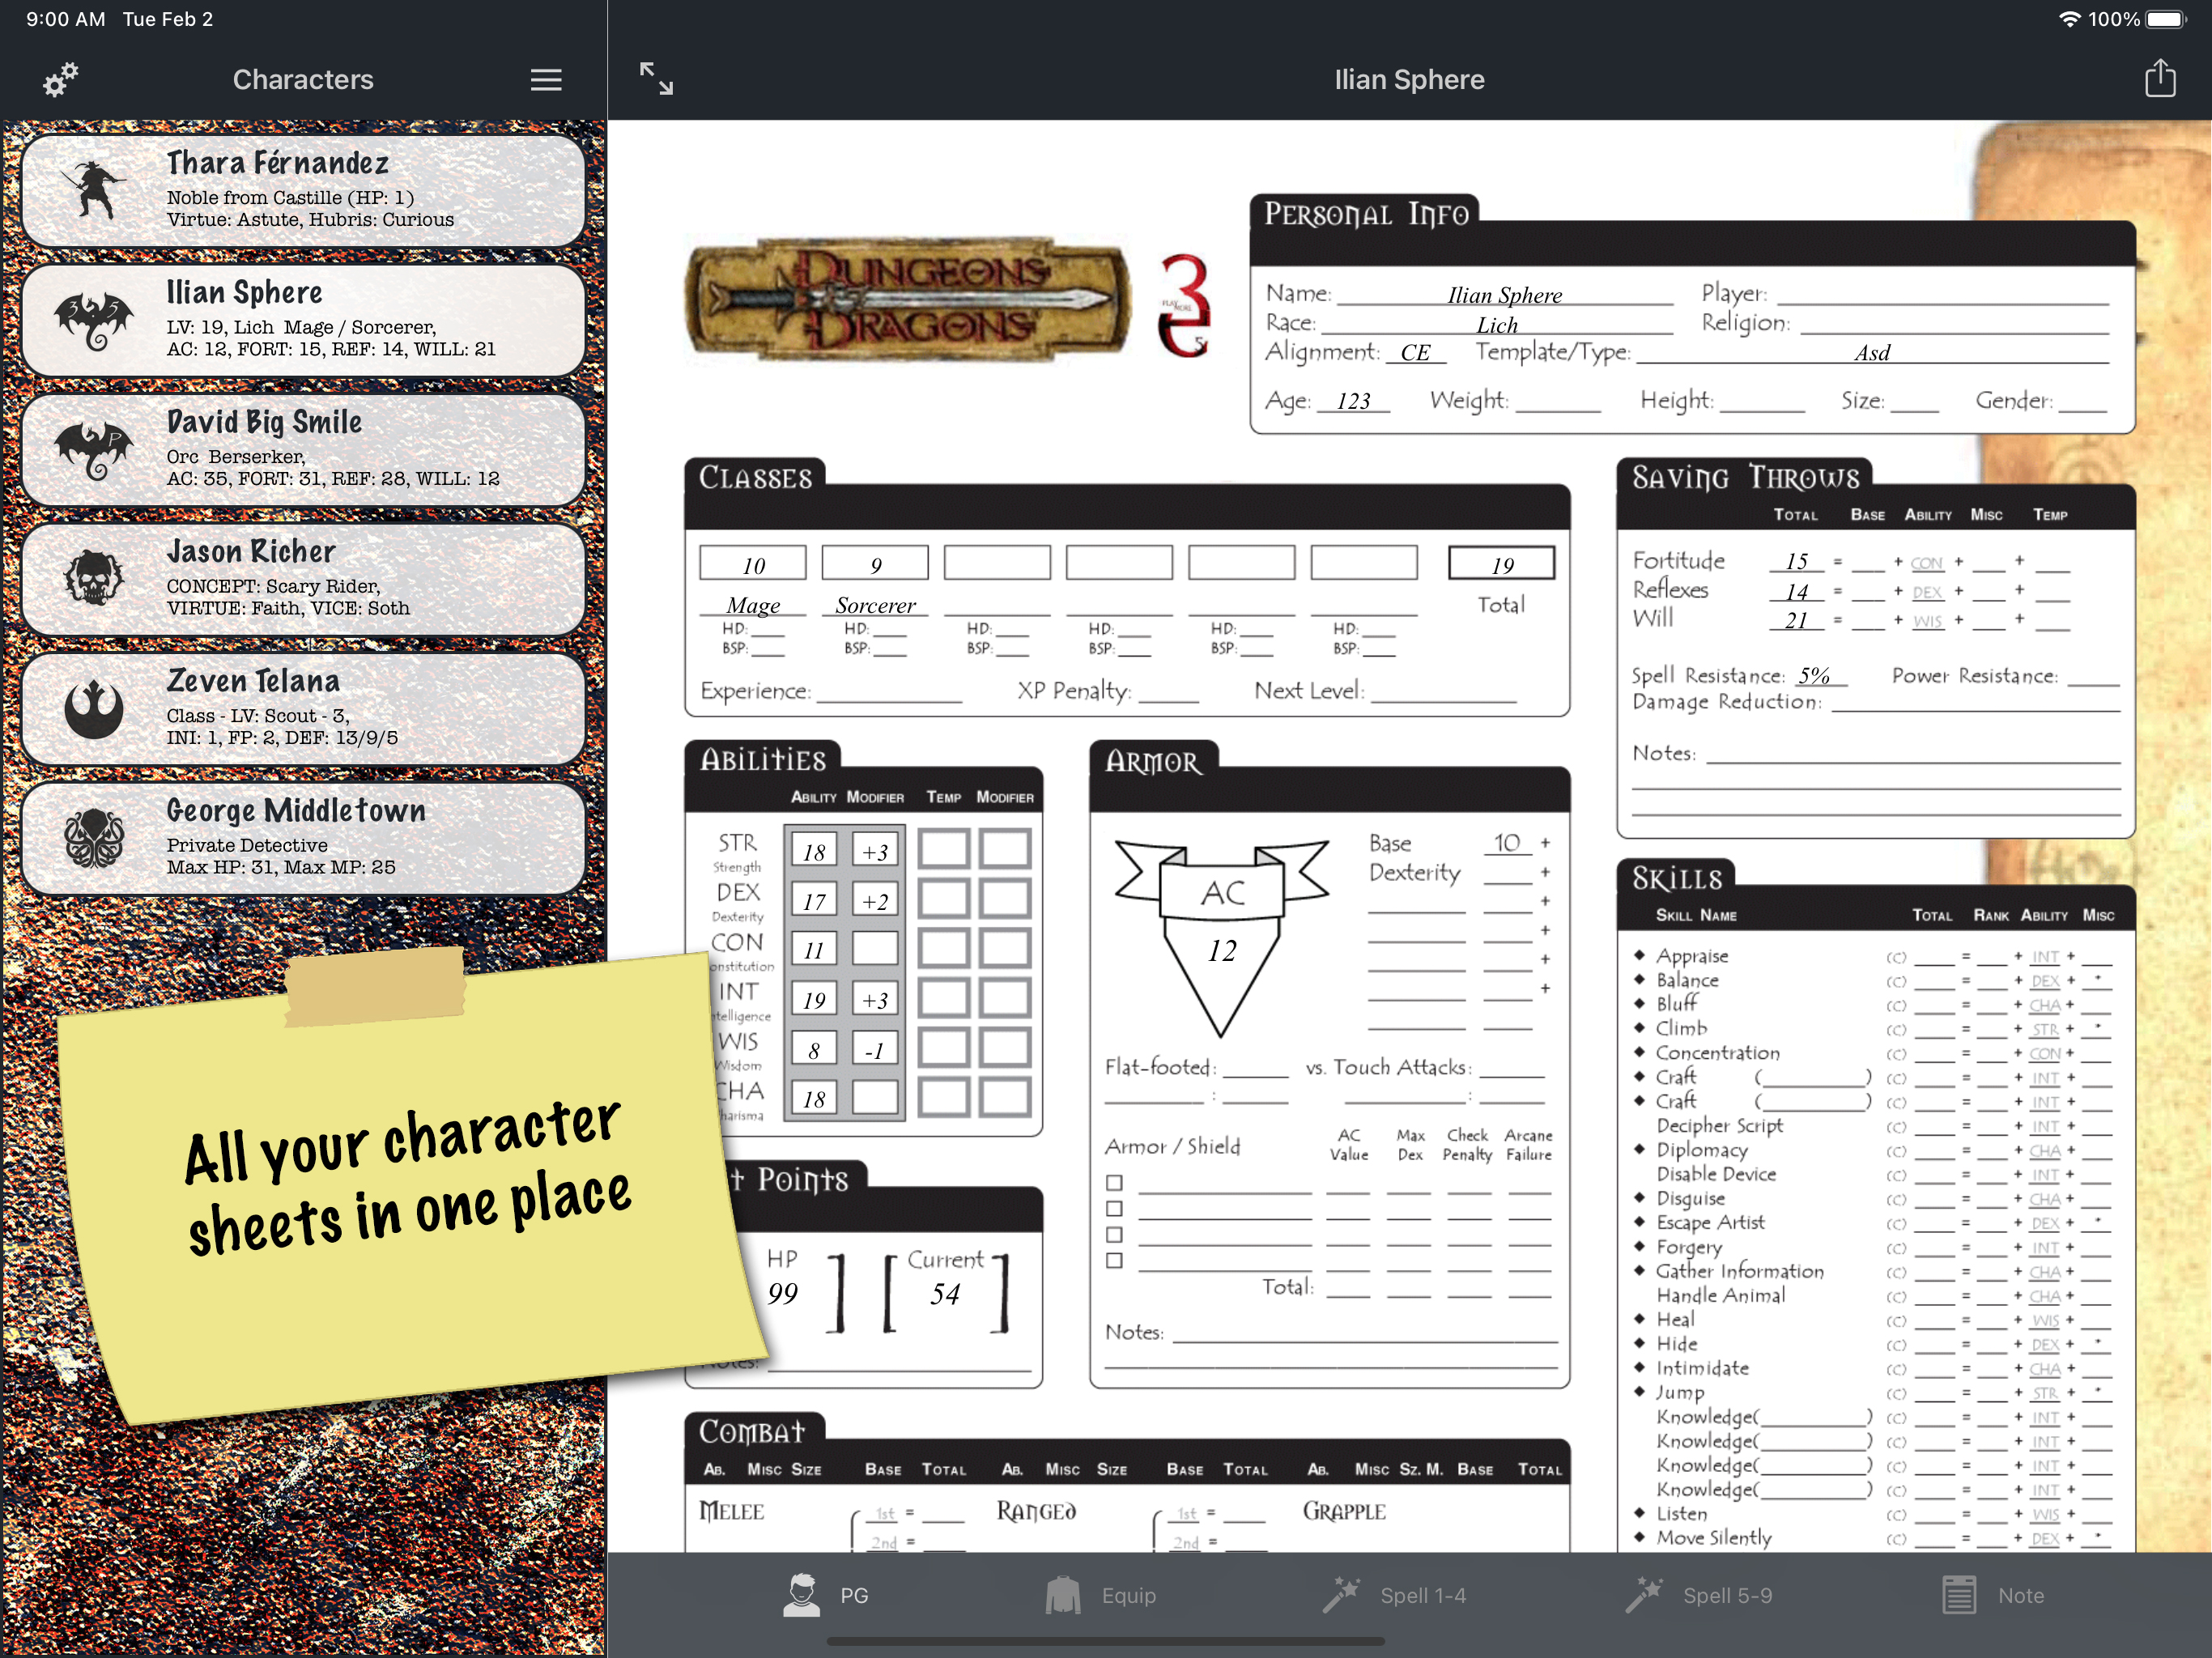 9:00 AM Tue Feb 2
100%
Characters
Ilian Sphere
Thara Férnandez
Noble from Castille (HP: 1)
Virtue: Astute, Hubris: Curious
Ilian Sphere
LV: 19, Lich Mage / Sorcerer,
AC: 12, FORT: 15, REF: 14, WILL: 21
David Big Smile
Orc Berserker,
AC: 35, FORT: 31, REF: 28, WILL: 12
Jason Richer
CONCEPT: Scary Rider,
VIRTUE: Faith, VICE: Soth
Zeven Telana
Class - LV: Scout - 3,
INI: 1, FP: 2, DEF: 13/9/5
George Middletown
Private Detective
Max HP: 31, Max MP: 25
All your character
sheets in one place
DUNGEONS
DRAGONS
3
e
5
Personal Info
Name: Ilian Sphere Player:
Race: Lich Religion:
Alignment: CE Template/Type: Asd
Age: 123 Weight: Height: Size: Gender:
Classes
10 9 19
Mage Sorcerer Total
HD: HD: HD: HD: HD: HD:
BSP: BSP: BSP: BSP: BSP: BSP:
Experience: XP Penalty: Next Level:
Saving Throws
Total Base Ability Misc Temp
Fortitude 15 = + CON + +
Reflexes 14 = + DEX + +
Will 21 = + WIS + +
Spell Resistance: 5% Power Resistance:
Damage Reduction:
Notes:
Abilities
Ability Modifier Temp Modifier
STR 18 +3
Strength
DEX 17 +2
Dexterity
CON 11
onstitution
INT 19 +3
telligence
WIS 8 -1
Wisdom
CHA 18
harisma
t Points
HP Current
99 54
Notes:
Armor
AC
12
Base 10 +
Dexterity +
+
+
+
+
Flat-footed: vs. Touch Attacks:
: :
Armor / Shield AC Value Max Dex Check Penalty Arcane Failure
Total:
Notes:
Skills
Skill Name Total Rank Ability Misc
◆ Appraise (C) = + INT +
◆ Balance (C) = + DEX + *
◆ Bluff (C) = + CHA +
◆ Climb (C) = + STR + *
◆ Concentration (C) = + CON +
◆ Craft ( ) (C) = + INT +
◆ Craft ( ) (C) = + INT +
Decipher Script (C) = + INT +
◆ Diplomacy (C) = + CHA +
Disable Device (C) = + INT +
◆ Disguise (C) = + CHA +
◆ Escape Artist (C) = + DEX + *
◆ Forgery (C) = + INT +
◆ Gather Information (C) = + CHA +
Handle Animal (C) = + CHA +
◆ Heal (C) = + WIS +
◆ Hide (C) = + DEX + *
◆ Intimidate (C) = + CHA +
◆ Jump (C) = + STR + *
Knowledge( ) (C) = + INT +
Knowledge( ) (C) = + INT +
Knowledge( ) (C) = + INT +
Knowledge( ) (C) = + INT +
◆ Listen (C) = + WIS +
◆ Move Silently (C) = + DEX + *
Combat
Ab. Misc Size Base Total Ab. Misc Size Base Total Ab. Misc Sz. M. Base Total
Melee 1st = Ranged 1st = Grapple
2nd = 2nd =
PG Equip Spell 1-4 Spell 5-9 Note